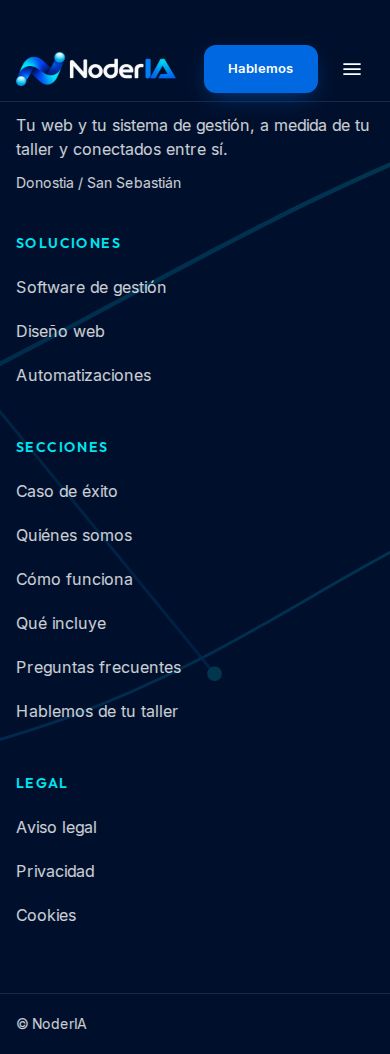 NoderIA
Hablemos
Tu web y tu sistema de gestión, a medida de tu
taller y conectados entre sí.
Donostia / San Sebastián
SOLUCIONES
Software de gestión
Diseño web
Automatizaciones
SECCIONES
Caso de éxito
Quiénes somos
Cómo funciona
Qué incluye
Preguntas frecuentes
Hablemos de tu taller
LEGAL
Aviso legal
Privacidad
Cookies
© NoderIA